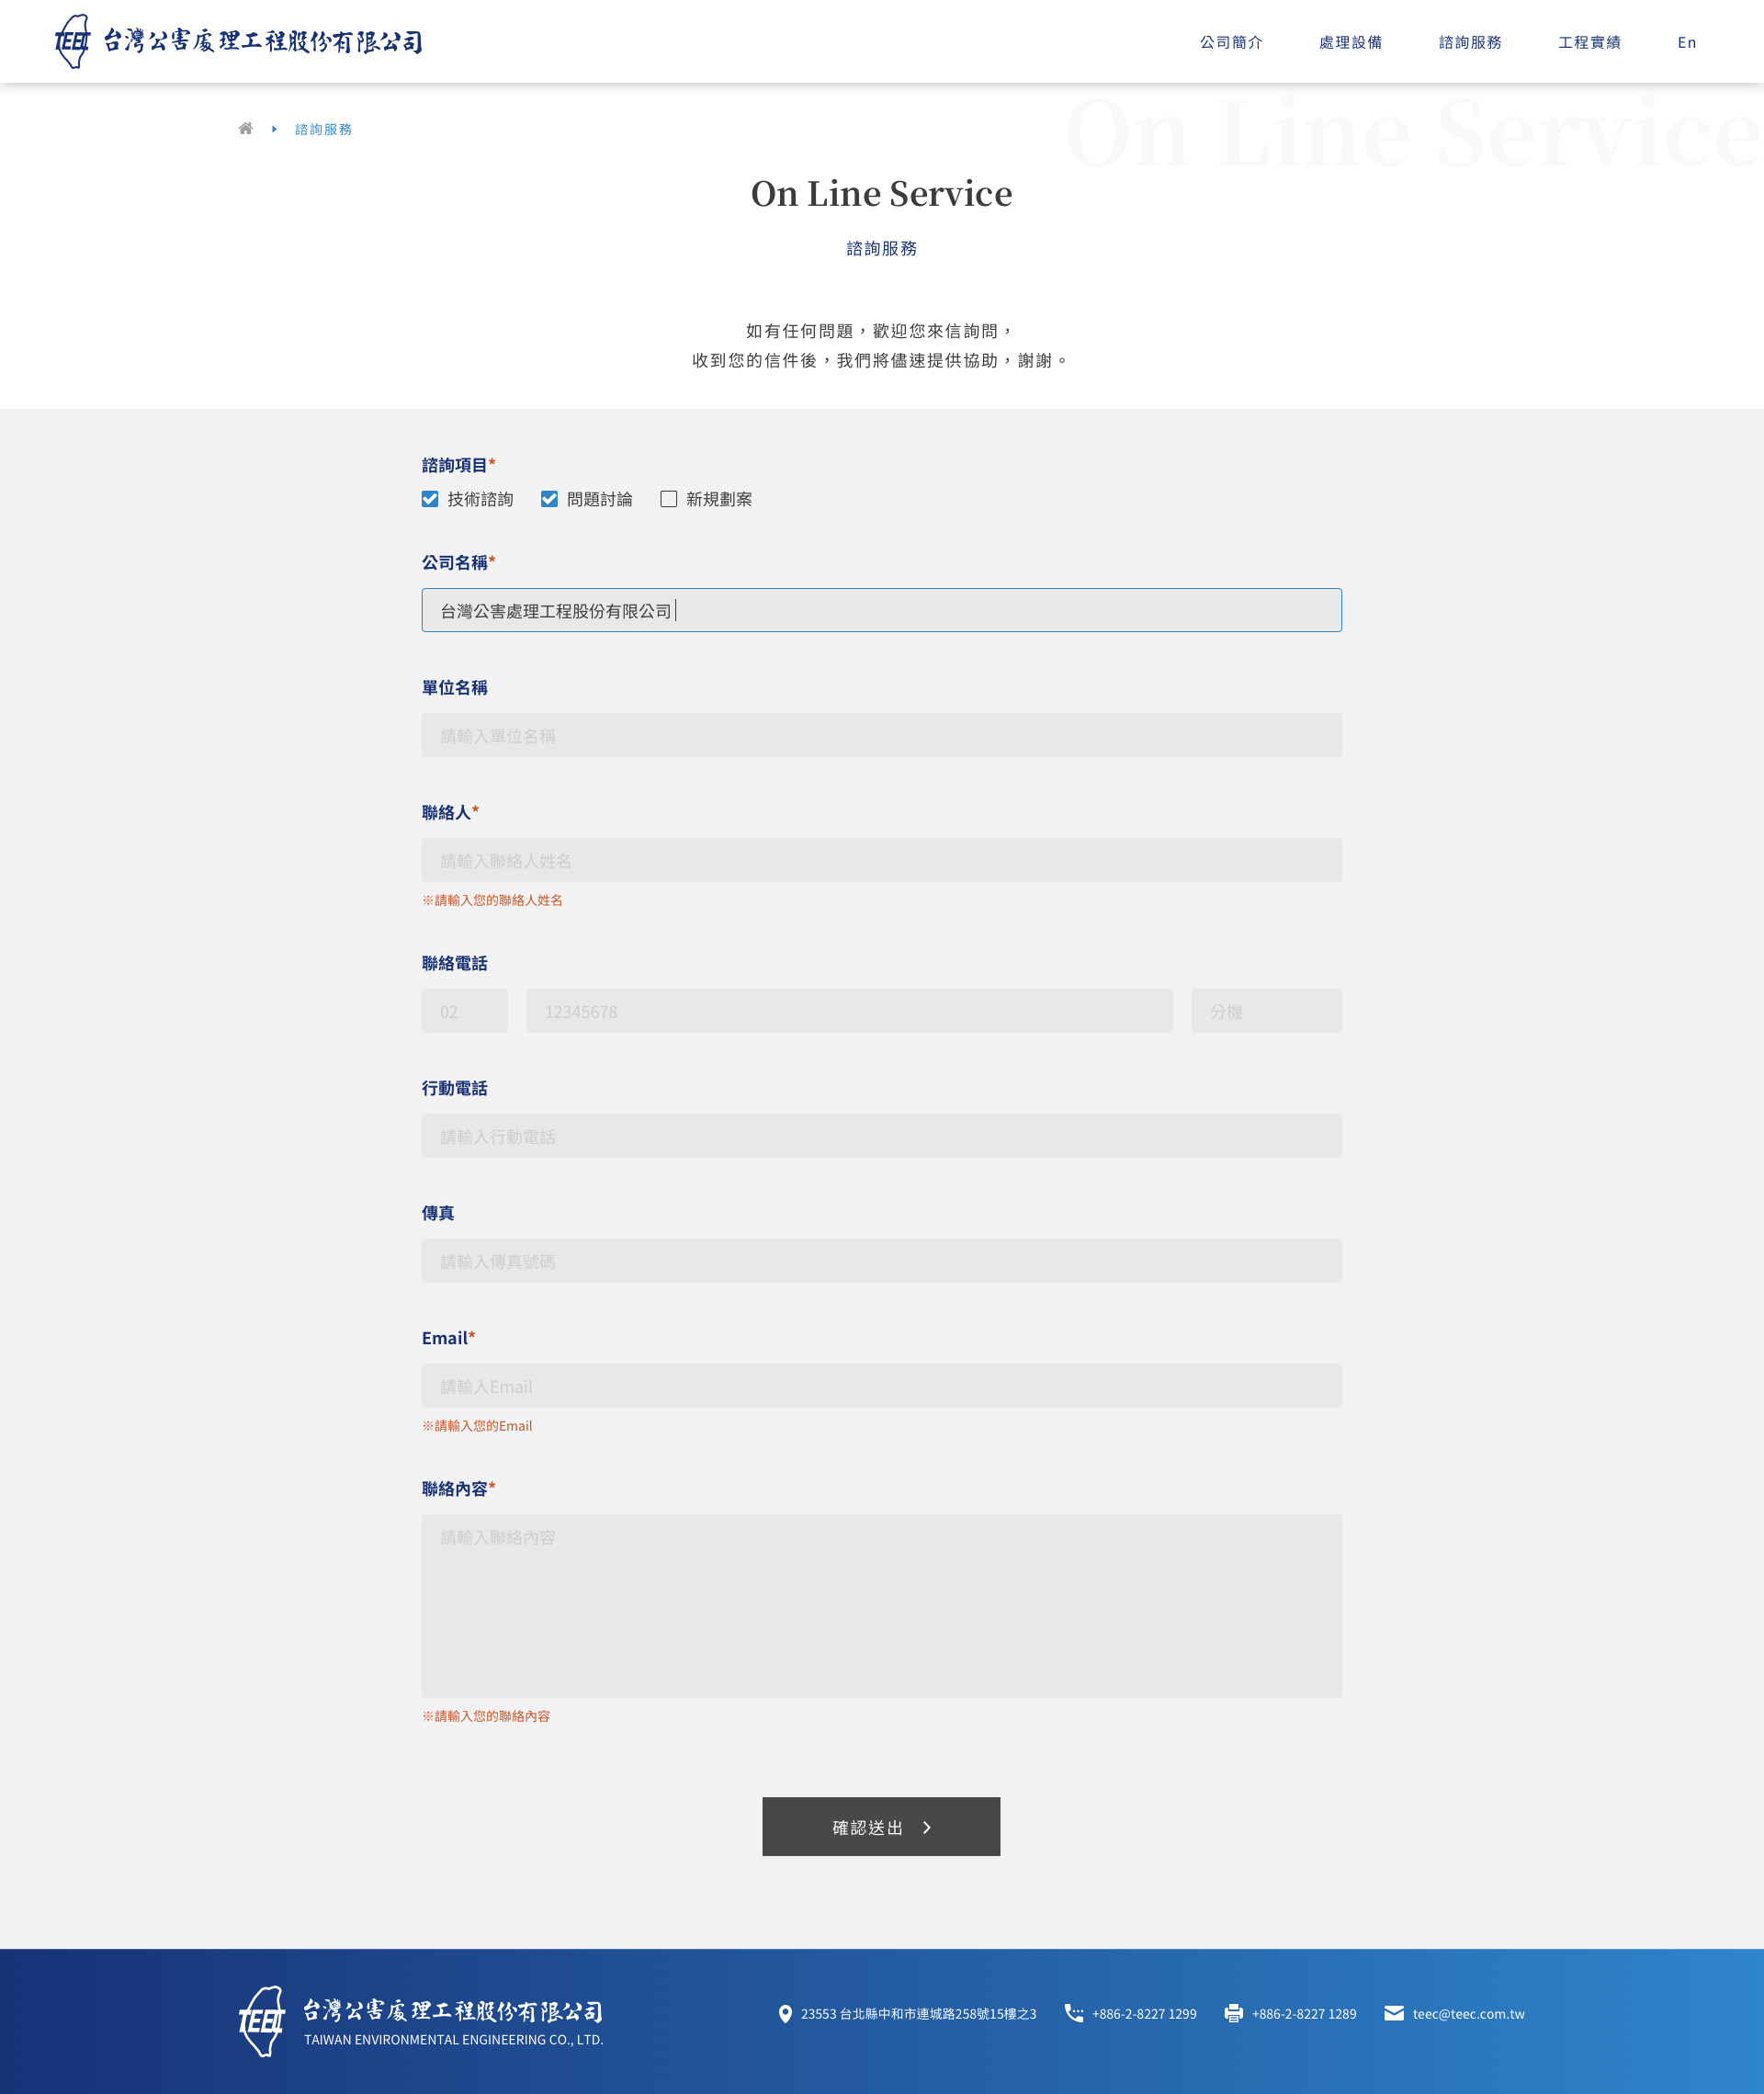 TEEC 台灣公害處理工程股份有限公司
公司簡介 處理設備 諮詢服務 工程實績 En
諮詢服務
On Line Service
On Line Service
諮詢服務
如有任何問題，歡迎您來信詢問，
收到您的信件後，我們將儘速提供協助，謝謝。
諮詢項目*
技術諮詢 問題討論 新規劃案
公司名稱*
台灣公害處理工程股份有限公司
單位名稱
請輸入單位名稱
聯絡人*
請輸入聯絡人姓名
※請輸入您的聯絡人姓名
聯絡電話
02 12345678 分機
行動電話
請輸入行動電話
傳真
請輸入傳真號碼
Email*
請輸入Email
※請輸入您的Email
聯絡內容*
請輸入聯絡內容
※請輸入您的聯絡內容
確認送出
TEEC 台灣公害處理工程股份有限公司
TAIWAN ENVIRONMENTAL ENGINEERING CO., LTD.
23553 台北縣中和市連城路258號15樓之3 +886-2-8227 1299 +886-2-8227 1289 teec@teec.com.tw